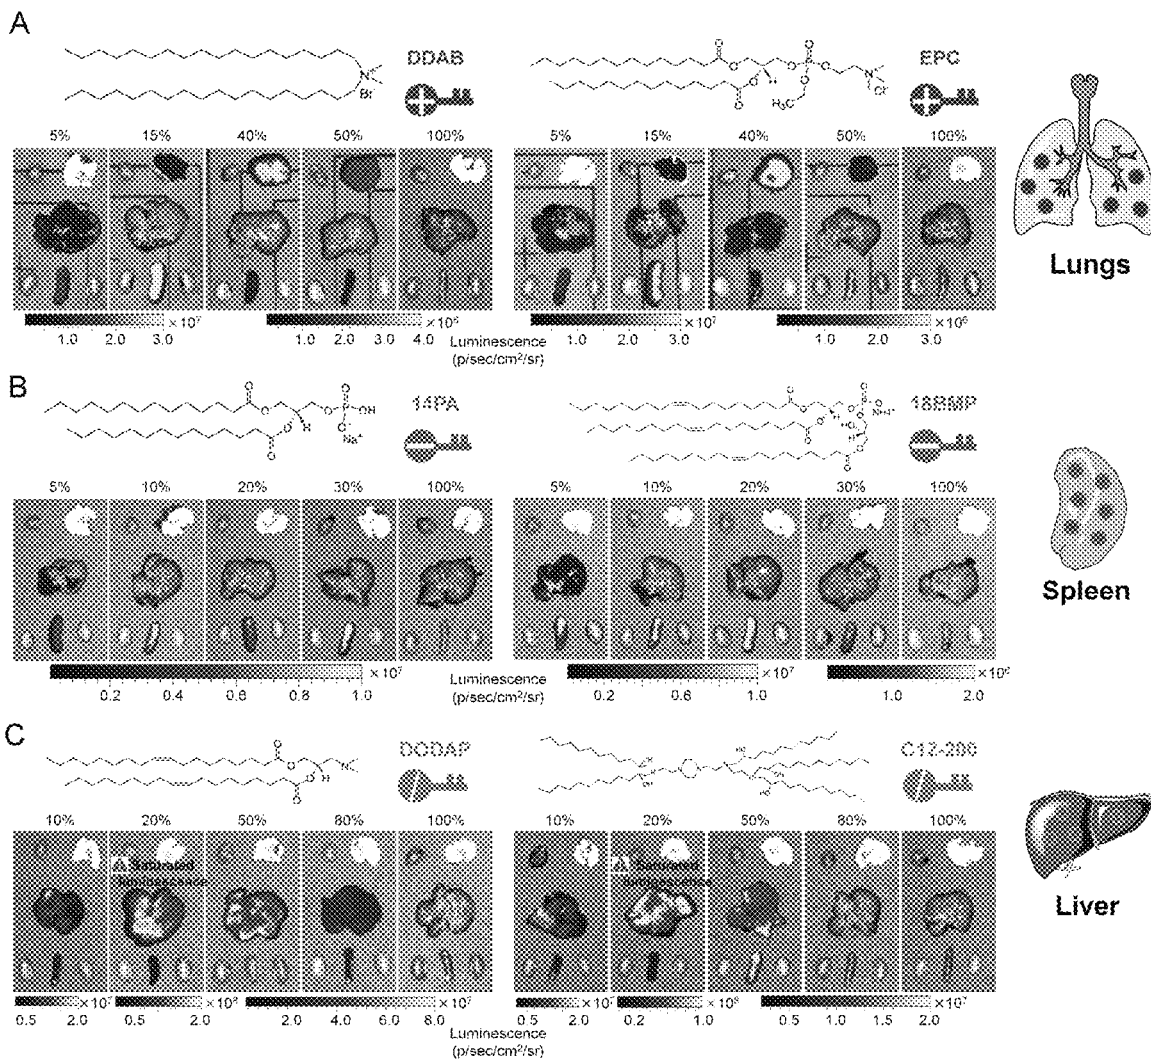 A
DDAB
EPC
N+
Br-
5% 15% 40% 50% 100%
5% 15% 40% 50% 100%
Lungs
×10⁷ ×10⁶ ×10⁷ ×10⁶
1.0 2.0 3.0 1.0 2.0 3.0 4.0
Luminescence
(p/sec/cm²/sr)
1.0 2.0 3.0 1.0 2.0 3.0
B
14PA
18BMP
5% 10% 20% 30% 100%
5% 10% 20% 30% 100%
Spleen
×10⁷ ×10⁷ ×10⁶
0.2 0.4 0.6 0.8 1.0
Luminescence
(p/sec/cm²/sr)
0.2 0.6 1.0 1.0 2.0
C
DODAP
C12-200
10% 20% 50% 80% 100%
10% 20% 50% 80% 100%
Saturated
luminescence
Saturated
luminescence
Liver
×10⁷ ×10⁸ ×10⁷ ×10⁷ ×10⁸ ×10⁷
0.5 2.0 1.0 2.0 2.0 4.0 6.0 8.0
Luminescence
(p/sec/cm²/sr)
0.5 2.0 0.2 1.0 0.5 1.0 1.5 2.0